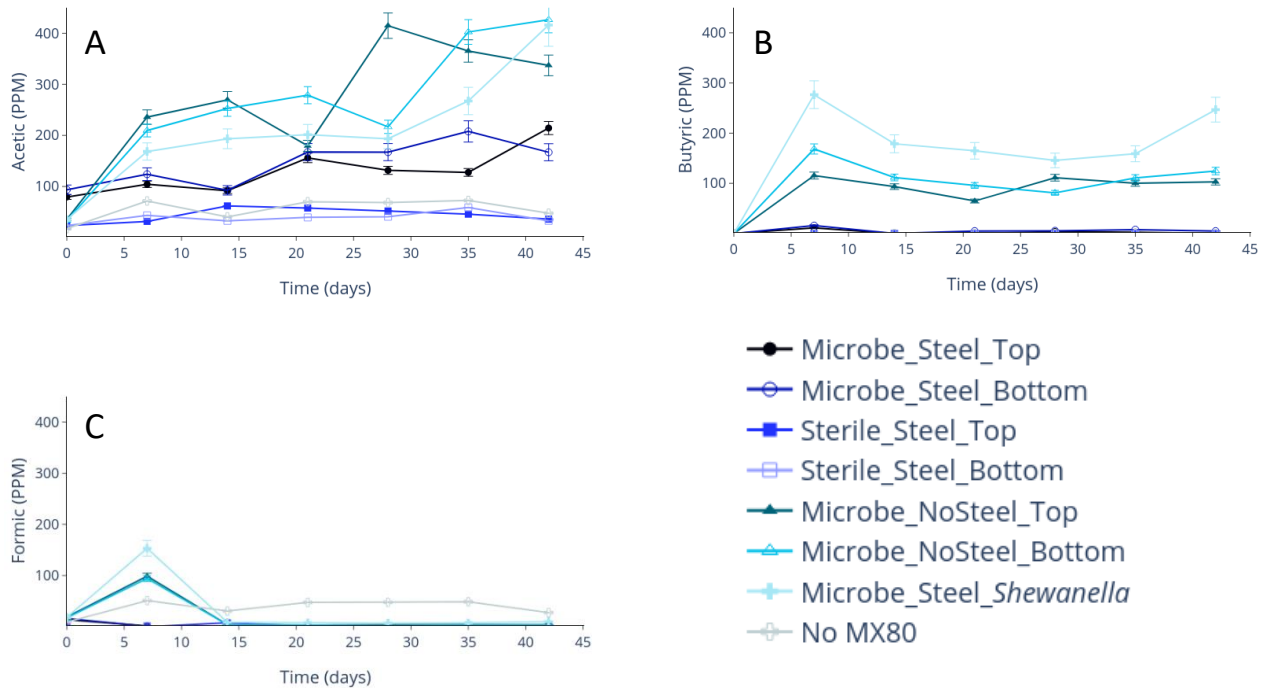 A
400
300
200
100
Acetic (PPM)
0 5 10 15 20 25 30 35 40 45
Time (days)
B
400
300
200
100
Butyric (PPM)
0 5 10 15 20 25 30 35 40 45
Time (days)
C
400
300
200
100
Formic (PPM)
0 5 10 15 20 25 30 35 40 45
Time (days)
Microbe_Steel_Top
Microbe_Steel_Bottom
Sterile_Steel_Top
Sterile_Steel_Bottom
Microbe_NoSteel_Top
Microbe_NoSteel_Bottom
Microbe_Steel_Shewanella
No MX80